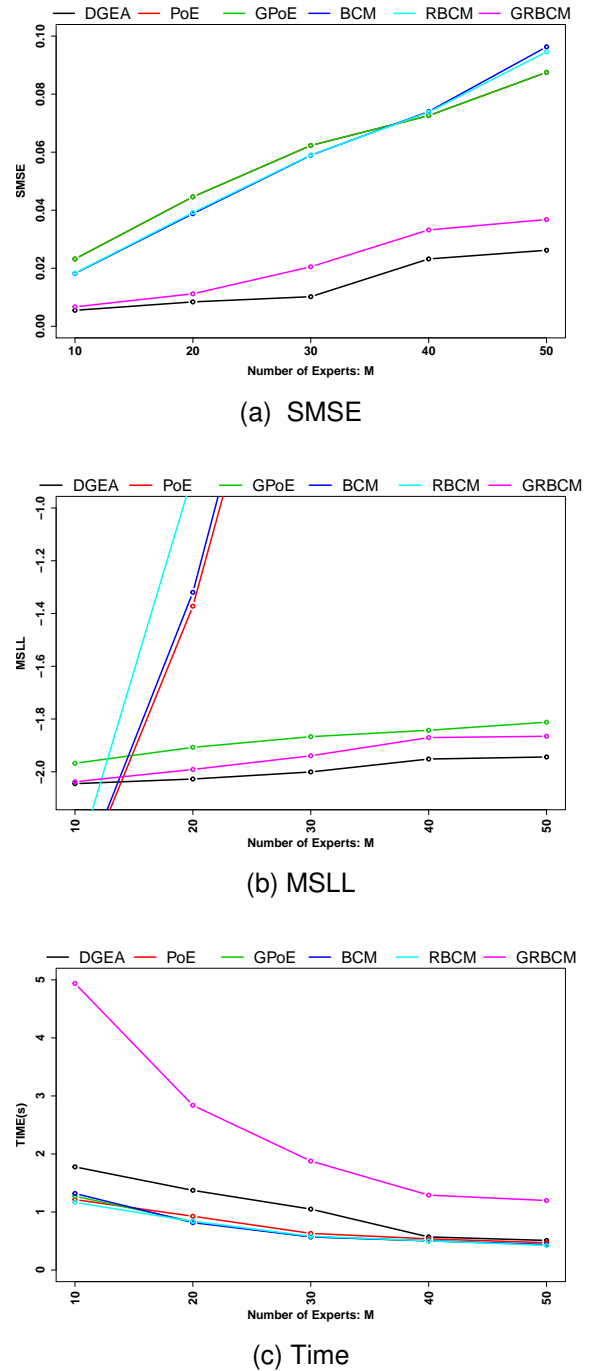 DGEA PoE GPoE BCM RBCM GRBCM
0.10
0.08
0.06
0.04
0.02
0.00
SMSE
10 20 30 40 50
Number of Experts: M
(a) SMSE
DGEA PoE GPoE BCM RBCM GRBCM
−1.0
−1.2
−1.4
−1.6
−1.8
−2.0
MSLL
10 20 30 40 50
Number of Experts: M
(b) MSLL
DGEA PoE GPoE BCM RBCM GRBCM
5
4
3
2
1
0
TIME(s)
10 20 30 40 50
Number of Experts: M
(c) Time